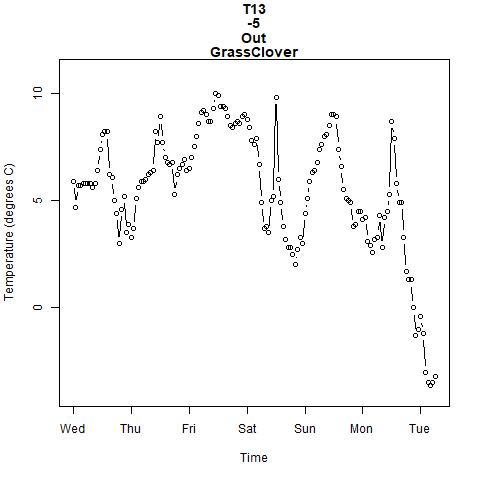 T13
-5
Out
GrassClover
Temperature (degrees C)
10
5
0
Wed Thu Fri Sat Sun Mon Tue
Time